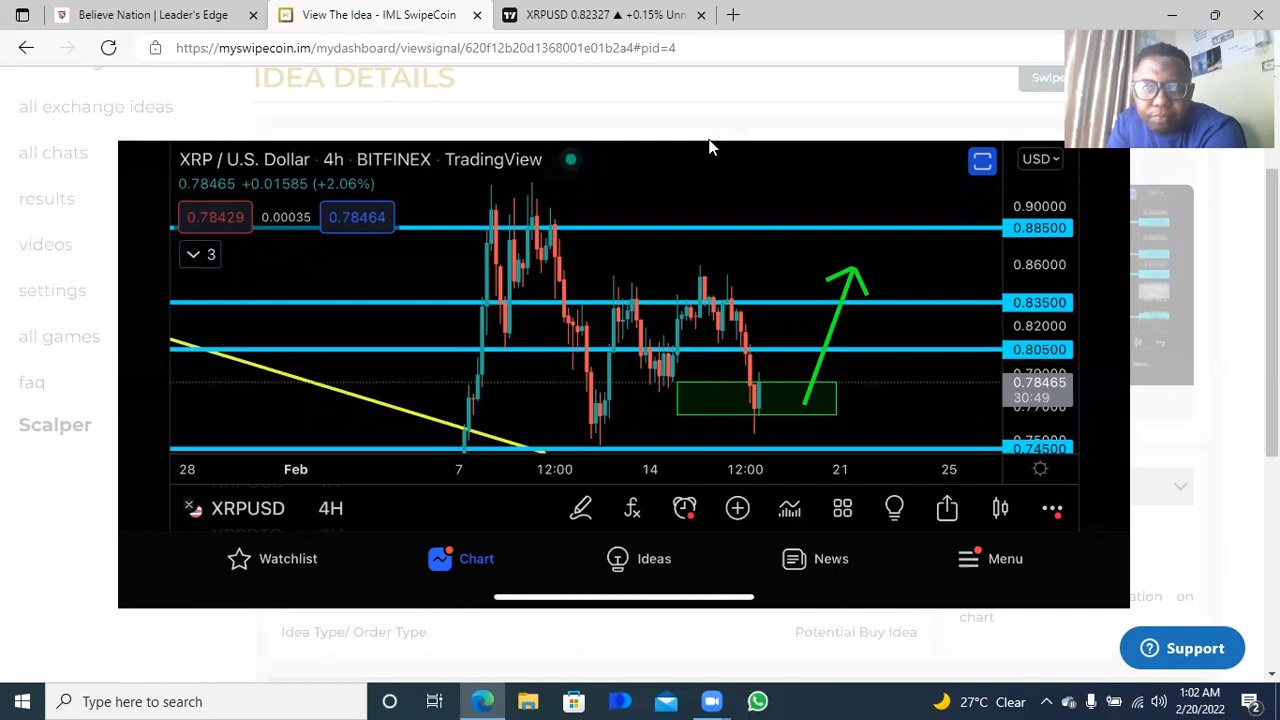 Believe Nation | Leader's Edge
View Idea - IML SwipeCoin
XRPUSD 0.82327 ▲ +0.15% Unn
https://myswipecoin.im/mydashboard/viewsignal/620f12b20d1368001e01b2a4#pid=4
IDEA DETAILS
Swipe
all exchange ideas
all chats
results
videos
settings
all games
faq
Scalper
XRP / U.S. Dollar · 4h · BITFINEX · TradingView
USD
0.78465 +0.01585 (+2.06%)
0.78429
0.00035
0.78464
3
0.90000
0.88500
0.86000
0.83500
0.82000
0.80500
0.78465
30:49
0.77000
0.74500
28
Feb
7
12:00
14
12:00
21
25
XRPUSD
4H
Watchlist
Chart
Ideas
News
Menu
on
chart
Idea Type/ Order Type
Potential Buy Idea
Support
Type here to search
27°C Clear
1:02 AM
2/20/2022
2